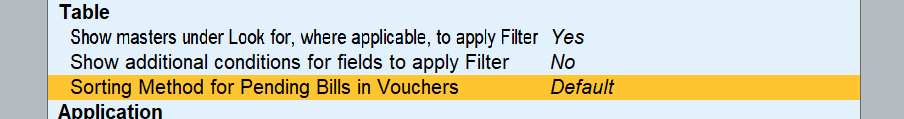 Table
Show masters under Look for, where applicable, to apply Filter Yes
Show additional conditions for fields to apply Filter No
Sorting Method for Pending Bills in Vouchers Default
Application